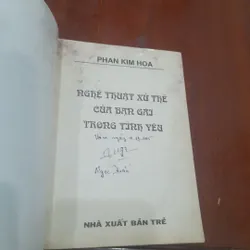 PHAN KIM HOA
NGHỆ THUẬT XỬ THẾ
CỦA BẠN GÁI
TRONG TÌNH YÊU
NHÀ XUẤT BẢN TRẺ